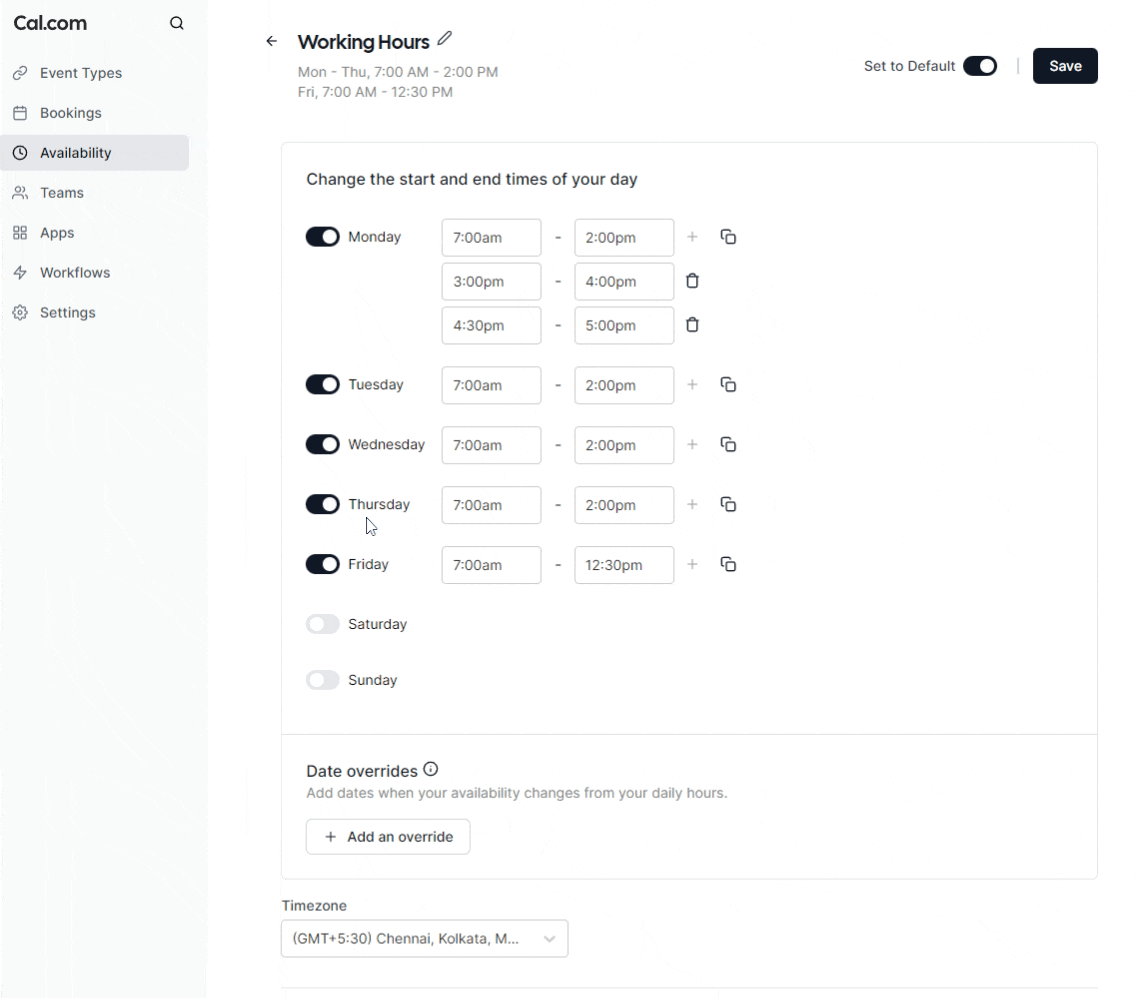 Cal.com
Event Types
Bookings
Availability
Teams
Apps
Workflows
Settings
Working Hours
Mon - Thu, 7:00 AM - 2:00 PM
Fri, 7:00 AM - 12:30 PM
Set to Default
Save
Change the start and end times of your day
Monday 7:00am - 2:00pm
3:00pm - 4:00pm
4:30pm - 5:00pm
Tuesday 7:00am - 2:00pm
Wednesday 7:00am - 2:00pm
Thursday 7:00am - 2:00pm
Friday 7:00am - 12:30pm
Saturday
Sunday
Date overrides
Add dates when your availability changes from your daily hours.
+ Add an override
Timezone
(GMT+5:30) Chennai, Kolkata, M...